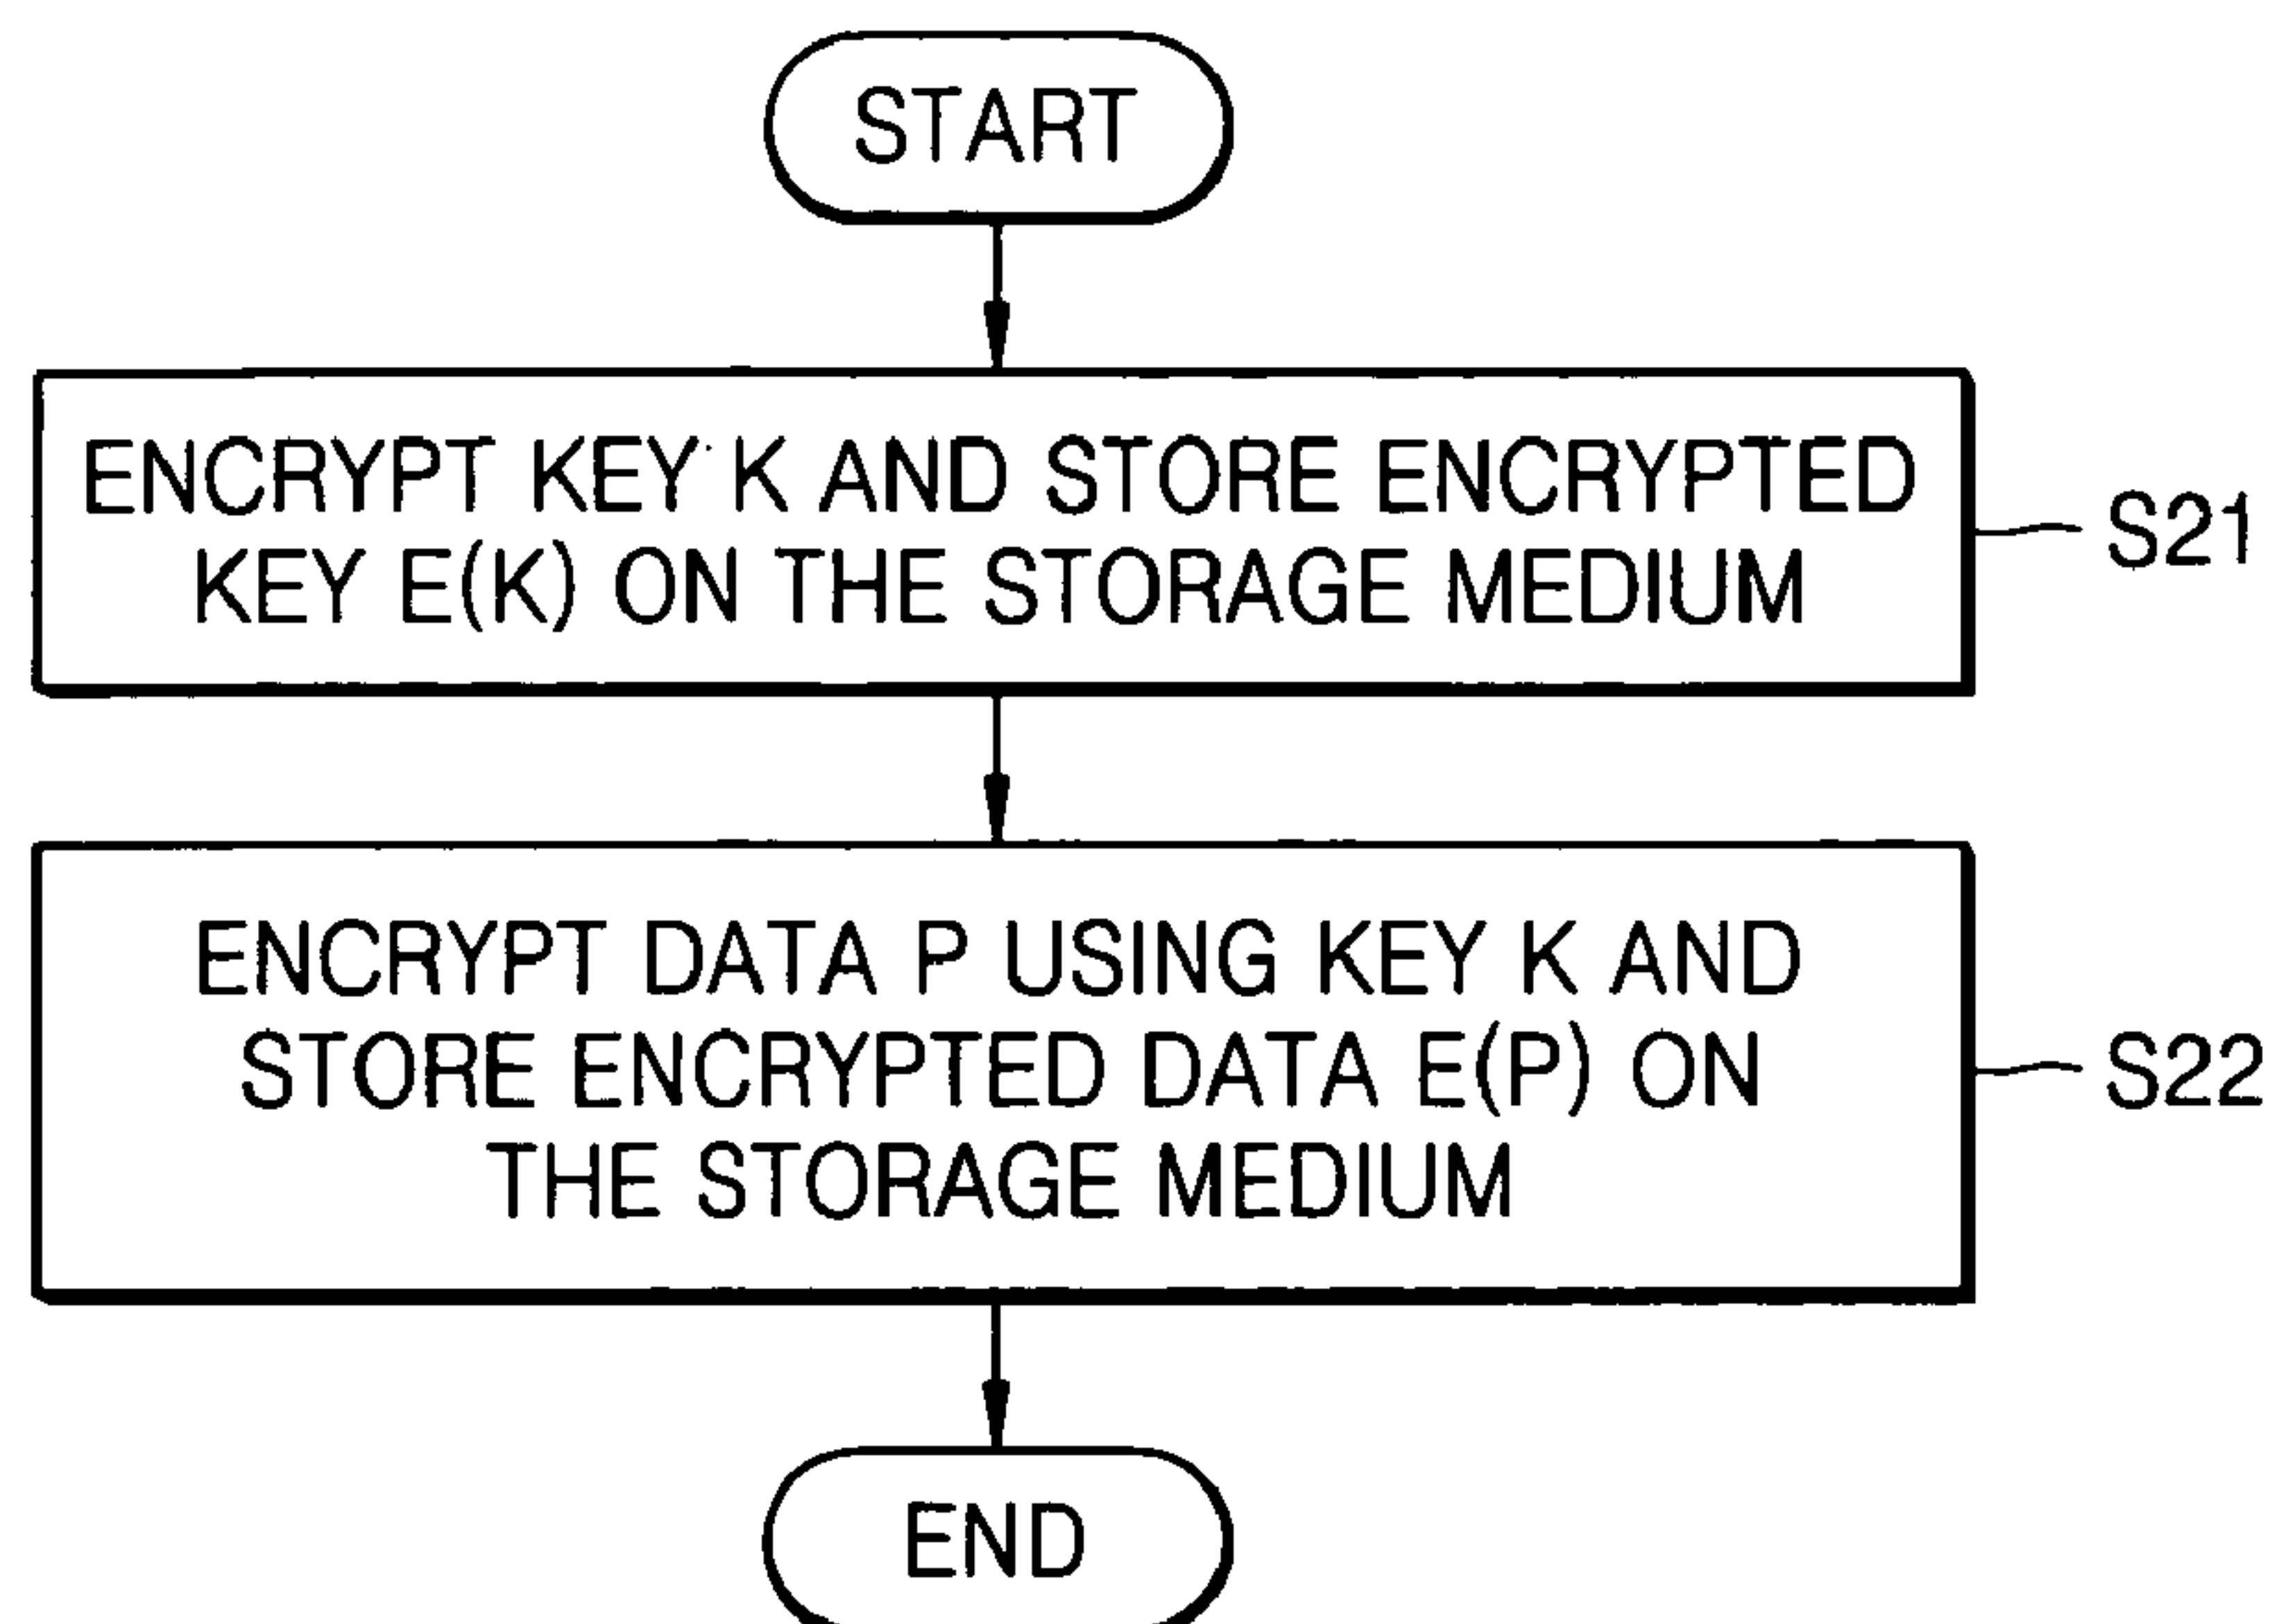 START
ENCRYPT KEY K AND STORE ENCRYPTED
KEY E(K) ON THE STORAGE MEDIUM
S21
ENCRYPT DATA P USING KEY K AND
STORE ENCRYPTED DATA E(P) ON
THE STORAGE MEDIUM
S22
END